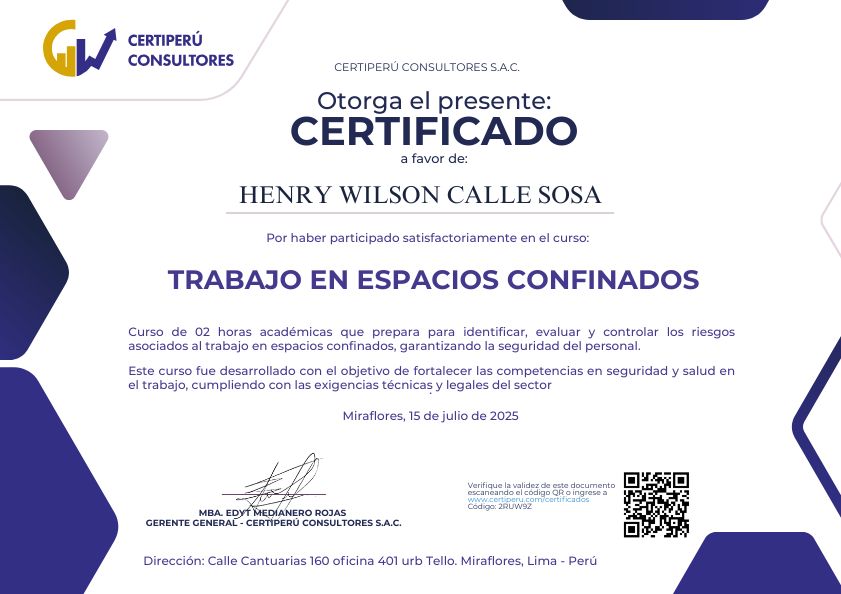 CERTIPERÚ
CONSULTORES
CERTIPERÚ CONSULTORES S.A.C.
Otorga el presente:
CERTIFICADO
a favor de:
HENRY WILSON CALLE SOSA
Por haber participado satisfactoriamente en el curso:
TRABAJO EN ESPACIOS CONFINADOS
Curso de 02 horas académicas que prepara para identificar, evaluar y controlar los riesgos
asociados al trabajo en espacios confinados, garantizando la seguridad del personal.
Este curso fue desarrollado con el objetivo de fortalecer las competencias en seguridad y salud en
el trabajo, cumpliendo con las exigencias técnicas y legales del sector
.
Miraflores, 15 de julio de 2025
MBA. EDYT MEDIANERO ROJAS
GERENTE GENERAL - CERTIPERÚ CONSULTORES S.A.C.
Verifique la validez de este documento
escaneando el código QR o ingrese a
www.certiperu.com/certificados
Código: 2RUW9Z
Dirección: Calle Cantuarias 160 oficina 401 urb Tello. Miraflores, Lima - Perú